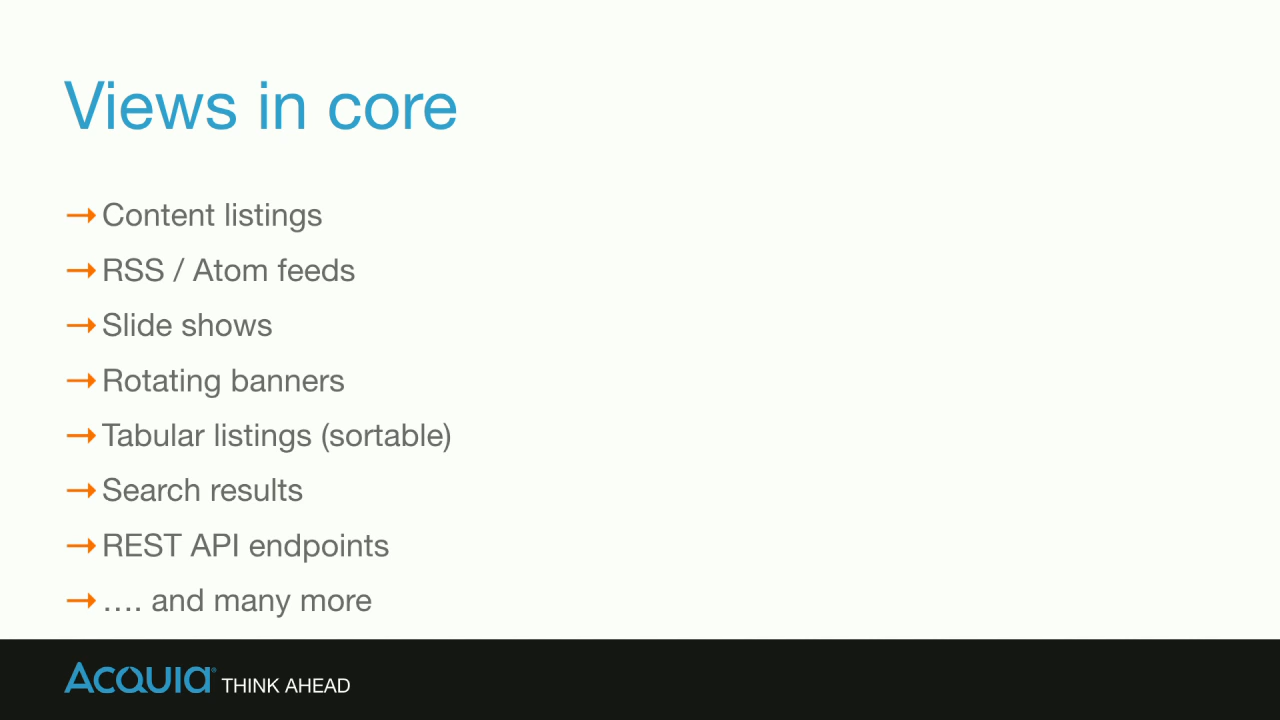 Views in core
→ Content listings
→ RSS / Atom feeds
→ Slide shows
→ Rotating banners
→ Tabular listings (sortable)
→ Search results
→ REST API endpoints
→ …. and many more
Acquia® THINK AHEAD